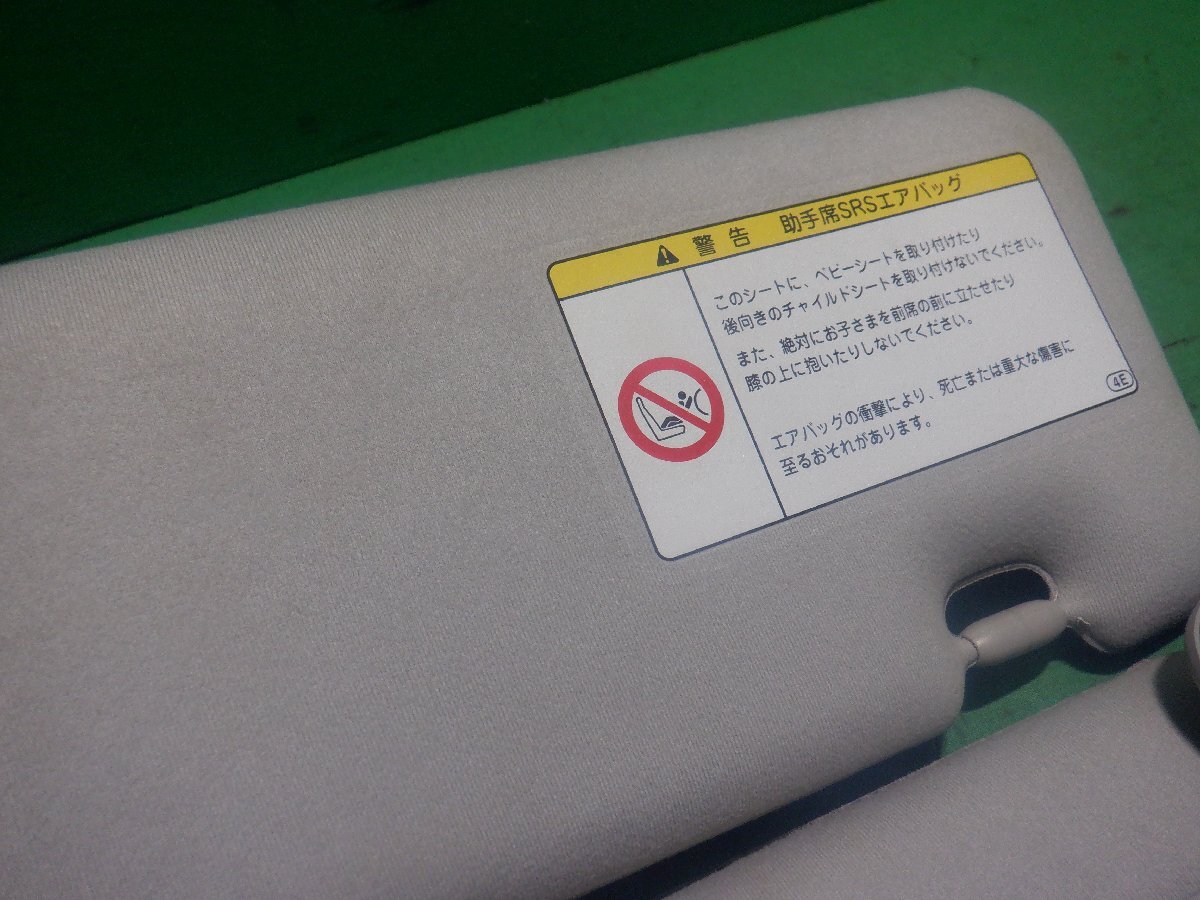 警告 助手席SRSエアバッグ
このシートに、ベビーシートを取り付けたり
後向きのチャイルドシートを取り付けないでください。
また、絶対にお子さまを前席の前に立たせたり
膝の上に抱いたりしないでください。
エアバッグの衝撃により、死亡または重大な傷害に
至るおそれがあります。
4E